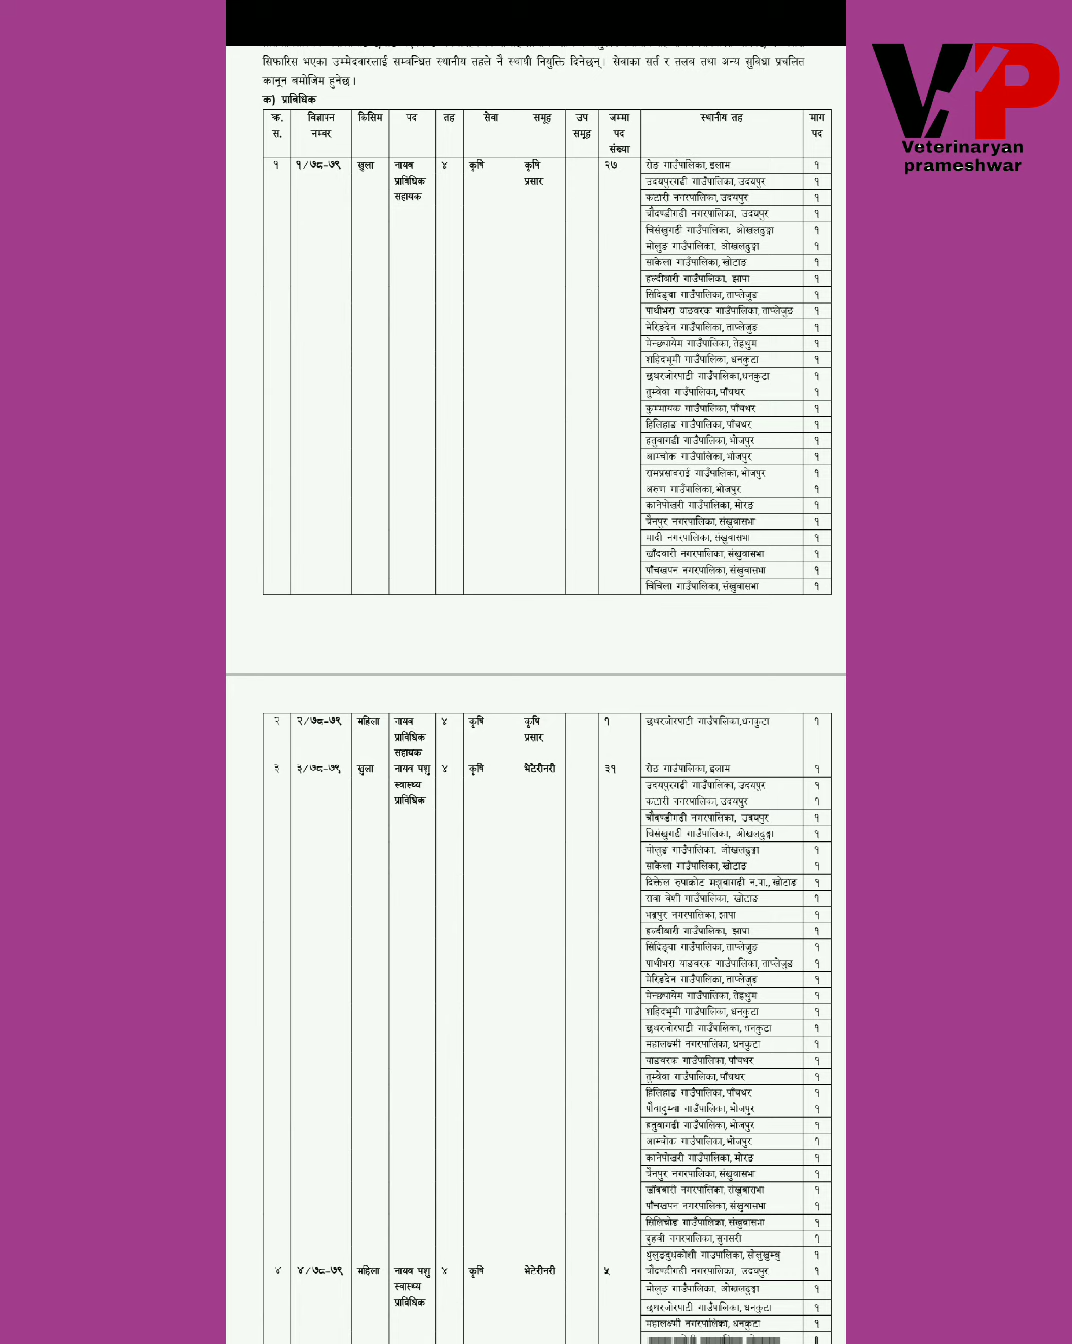 सिफारिस भएका उम्मेदवारलाई सम्वन्धित स्थानीय तहले नै स्थायी नियुक्ति दिनेछन्। सेवाका सर्त र तलव तथा अन्य सुविधा प्रचलित
कानून वमोजिम हुनेछ।
क) प्राविधिक
Veterinaryan
prameshwar
क्र. स. विज्ञापन नम्बर किसिम पद तह सेवा समूह उप समूह जम्मा पद संख्या स्थानीय तह माग पद
१ १/७८-७९ खुला नायव प्राविधिक सहायक ४ कृषि कृषि प्रसार २७ रोङ गाउँपालिका, इलाम १
उदयपुरगढी गाउँपालिका, उदयपुर १
कटारी नगरपालिका, उदयपुर १
चौदण्डीगढी नगरपालिका, उदयपुर १
चिसंखुगढी गाउँपालिका, ओखलढुङ्गा १
मोलुङ गाउँपालिका, ओखलढुङ्गा १
साकेला गाउँपालिका, खोटाङ १
हल्दीबारी गाउँपालिका, झापा १
सिदिङ्वा गाउँपालिका, ताप्लेजुङ १
पाथीभरा याङवरक गाउँपालिका, ताप्लेजुङ १
मेरिङदेन गाउँपालिका, ताप्लेजुङ १
मेन्छयायेम गाउँपालिका, तेह्रथुम १
शहिदभूमी गाउँपालिका, धनकुटा १
छथरजोरपाटी गाउँपालिका,धनकुटा १
तुम्वेवा गाउँपालिका, पाँचथर १
कुम्मायक गाउँपालिका, पाँचथर १
हिलिहाङ गाउँपालिका, पाँचथर १
हतुवागढी गाउँपालिका, भोजपुर १
आमचोक गाउँपालिका, भोजपुर १
रामप्रसादराई गाउँपालिका, भोजपुर १
अरुण गाउँपालिका, भोजपुर १
कानेपोखरी गाउँपालिका, मोरङ १
चैनपुर नगरपालिका, संखुवासभा १
मादी नगरपालिका, संखुवासभा १
खाँदवारी नगरपालिका, संखुवासभा १
पाँचखपन नगरपालिका, संखुवासभा १
चिचिला गाउँपालिका, संखुवासभा १
२ २/७८-७९ महिला नायव प्राविधिक सहायक ४ कृषि कृषि प्रसार १ छथरजोरपाटी गाउँपालिका,धनकुटा १
३ ३/७८-७९ खुला नायव पशु स्वास्थ्य प्राविधिक ४ कृषि भेटेरीनरी ३१ रोङ गाउँपालिका, इलाम १
उदयपुरगढी गाउँपालिका, उदयपुर १
कटारी नगरपालिका, उदयपुर १
चौदण्डीगढी नगरपालिका, उदयपुर १
चिसंखुगढी गाउँपालिका, ओखलढुङ्गा १
मोलुङ गाउँपालिका, ओखलढुङ्गा १
साकेला गाउँपालिका, खोटाङ १
दिक्तेल रुपाकोट मझुवागढी न.पा., खोटाङ १
रावा वेशी गाउँपालिका, खोटाङ १
भद्रपुर नगरपालिका, झापा १
हल्दीबारी गाउँपालिका, झापा १
सिदिङ्वा गाउँपालिका, ताप्लेजुङ १
पाथीभरा याङवरक गाउँपालिका, ताप्लेजुङ १
मेरिङदेन गाउँपालिका, ताप्लेजुङ १
मेन्छयायेम गाउँपालिका, तेह्रथुम १
शहिदभूमी गाउँपालिका, धनकुटा १
छथरजोरपाटी गाउँपालिका, धनकुटा १
महालक्ष्मी नगरपालिका, धनकुटा १
याङवरक गाउँपालिका, पाँचथर १
तुम्वेवा गाउँपालिका, पाँचथर १
हिलिहाङ गाउँपालिका, पाँचथर १
पौवादुम्वा गाउँपालिका, भोजपुर १
हतुवागढी गाउँपालिका, भोजपुर १
आमचोक गाउँपालिका, भोजपुर १
कानेपोखरी गाउँपालिका, मोरङ १
चैनपुर नगरपालिका, संखुवासभा १
खाँदवारी नगरपालिका, संखुवासभा १
पाँचखपन नगरपालिका, संखुवासभा १
सिलिचोङ गाउँपालिका, संखुवासभा १
दुहवी नगरपालिका, सुनसरी १
थुलुङदुधकोशी गाउपालिका, सोलुखुम्बु १
४ ४/७८-७९ महिला नायव पशु स्वास्थ्य प्राविधिक ४ कृषि भेटेरीनरी ५ चौदण्डीगढी नगरपालिका, उदयपुर १
मोलुङ गाउँपालिका, ओखलढुङ्गा १
छथरजोरपाटी गाउँपालिका, धनकुटा १
महालक्ष्मी नगरपालिका, धनकुटा १